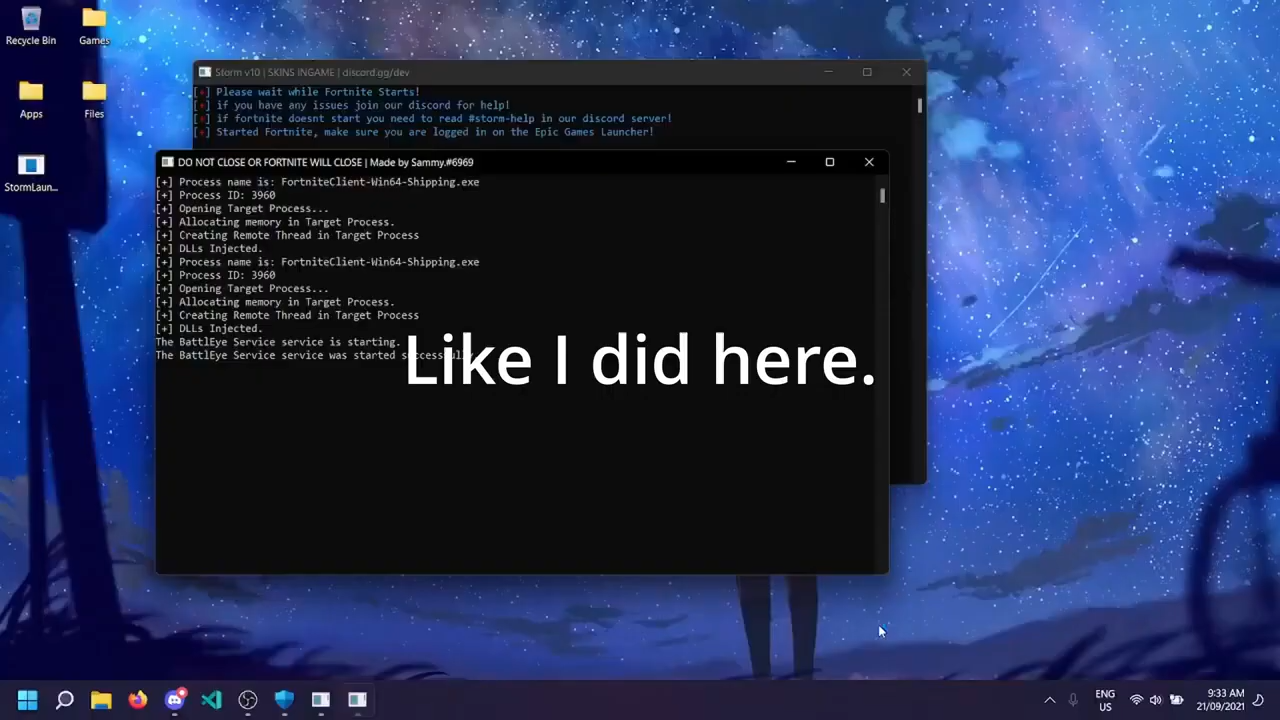 Recycle Bin
Games
Apps
Files
StormLaun...
Storm v10 | SKINS INGAME | discord.gg/dev
[+] Please wait while Fortnite Starts!
[+] if you have any issues join our discord for help!
[+] if fortnite doesnt start you need to read #storm-help in our discord server!
[+] Started Fortnite, make sure you are logged in on the Epic Games Launcher!
DO NOT CLOSE OR FORTNITE WILL CLOSE | Made by Sammy.#6969
[+] Process name is: FortniteClient-Win64-Shipping.exe
[+] Process ID: 3960
[+] Opening Target Process...
[+] Allocating memory in Target Process.
[+] Creating Remote Thread in Target Process
[+] DLLs Injected.
[+] Process name is: FortniteClient-Win64-Shipping.exe
[+] Process ID: 3960
[+] Opening Target Process...
[+] Allocating memory in Target Process.
[+] Creating Remote Thread in Target Process
[+] DLLs Injected.
The BattlEye Service service is starting.
The BattlEye Service service was started successfully.
Like I did here.
ENG
US
9:33 AM
21/09/2021